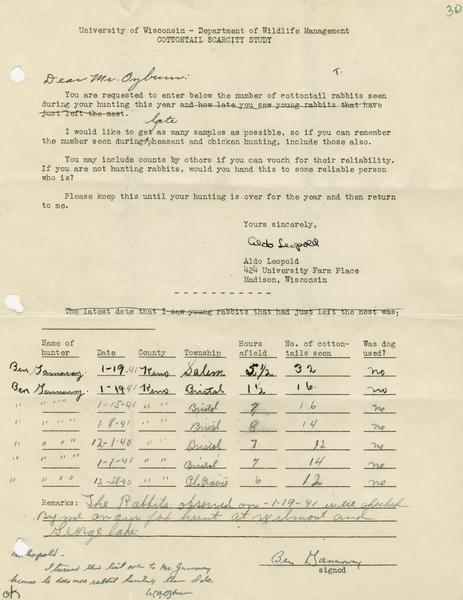 30
University of Wisconsin - Department of Wildlife Management
COTTONTAIL SCARCITY STUDY
Dear Mr. Ozburn:
You are requested to enter below the number of cottontail rabbits seen
during your hunting this year and how late you saw young rabbits that have
just left the nest.
late
I would like to get as many samples as possible, so if you can remember
the number seen during pheasant and chicken hunting, include those also.
You may include counts by others if you can vouch for their reliability.
If you are not hunting rabbits, would you hand this to some reliable person
who is?
Please keep this until your hunting is over for the year and then return
to me.
Yours sincerely,
Aldo Leopold
Aldo Leopold
424 University Farm Place
Madison, Wisconsin
- - - - - - - - - - - -
The latest date that I saw young rabbits that had just left the nest was:
Name of hunter Date County Township Hours afield No. of cottontails seen Was dog used?
Ben 1-19-41 Keno Salem 5 1/2 32 no
Ben 1-19-41 Keno Bristol 1 1/2 16 no
" " " " 1-15-41 " " Bristol 7 16 no
" " " " 1-8-41 " " Bristol 8 14 no
" " " 12-1-40 " " Bristol 7 12 no
" " " 1-1-41 " " Bristol 7 14 no
" " " " 12-28-40 " " Pl. Prairie 6 12 no
Remarks: The Rabbits observed on -1-19-41 were checked
By me on our fox hunt at Wilmont and
George lake
Ben
signed
Mr. Leopold -
I turned this list over to Mr.
because he does more rabbit hunting than I do.
W.B. Ozburn
OK